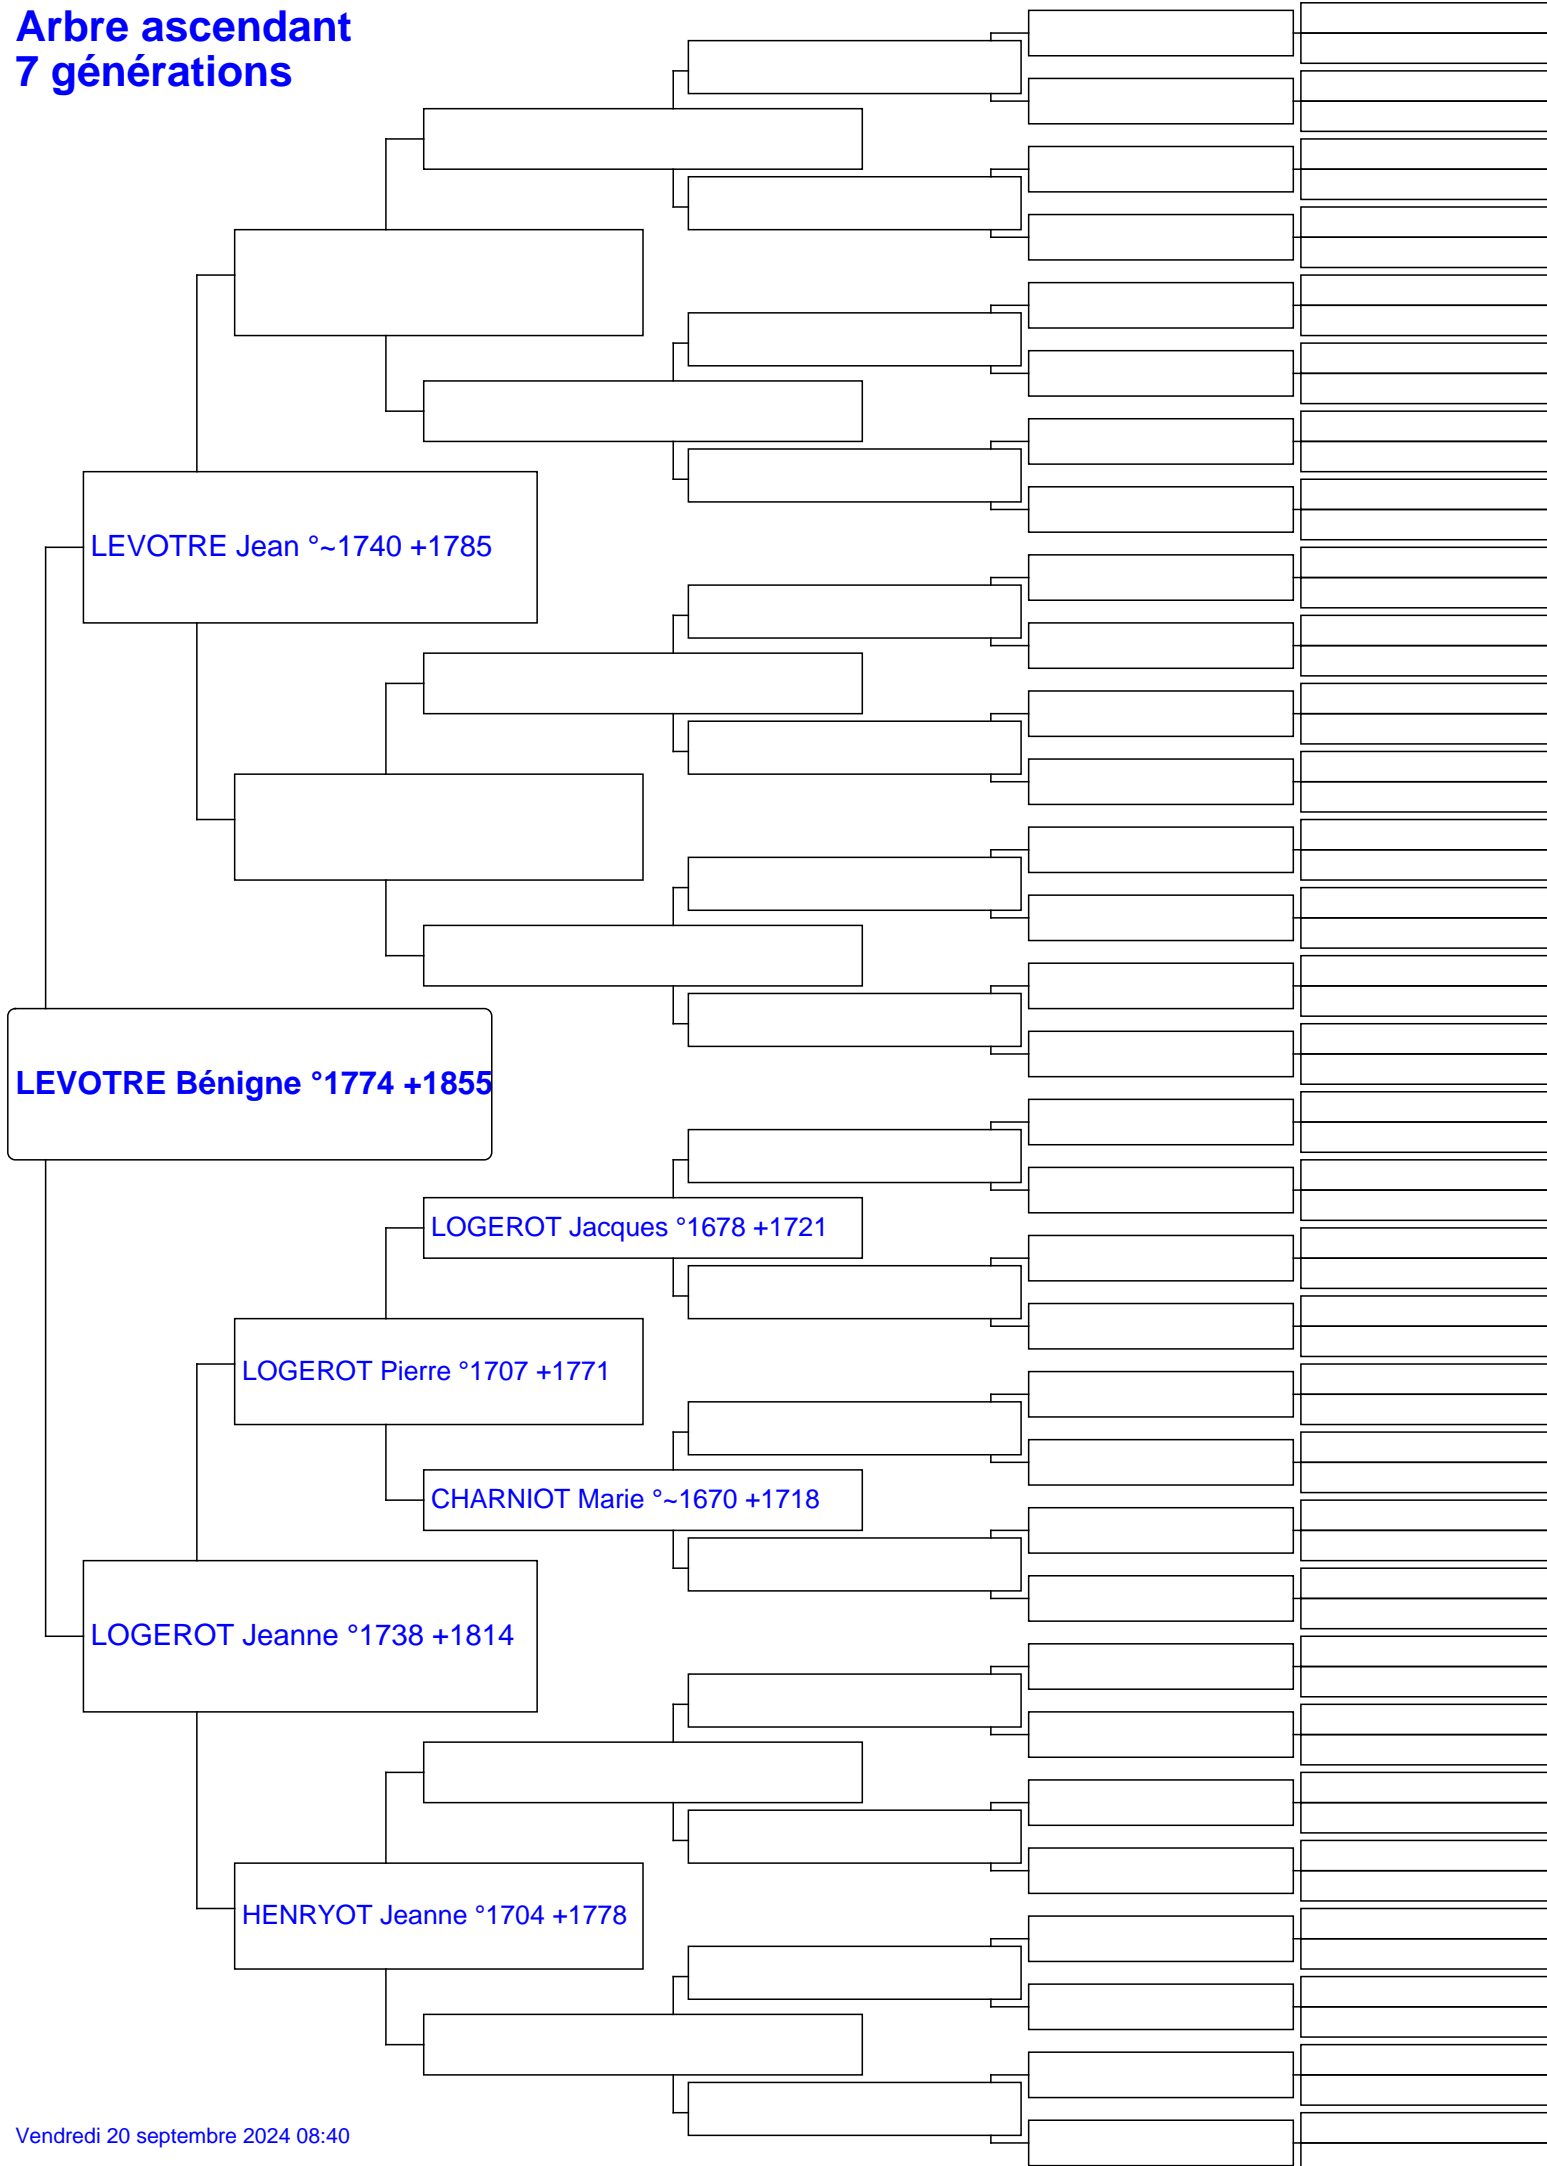 Arbre ascendant
7 générations
LEVOTRE Jean °~1740 +1785
LEVOTRE Bénigne °1774 +1855
LOGEROT Jacques °1678 +1721
LOGEROT Pierre °1707 +1771
CHARNIOT Marie °~1670 +1718
LOGEROT Jeanne °1738 +1814
HENRYOT Jeanne °1704 +1778
Vendredi 20 septembre 2024 08:40